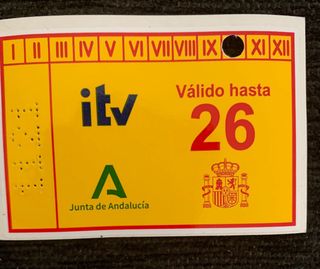 I II III IV V VI VII VIII IX XI XII
itv
Válido hasta
26
Junta de Andalucía